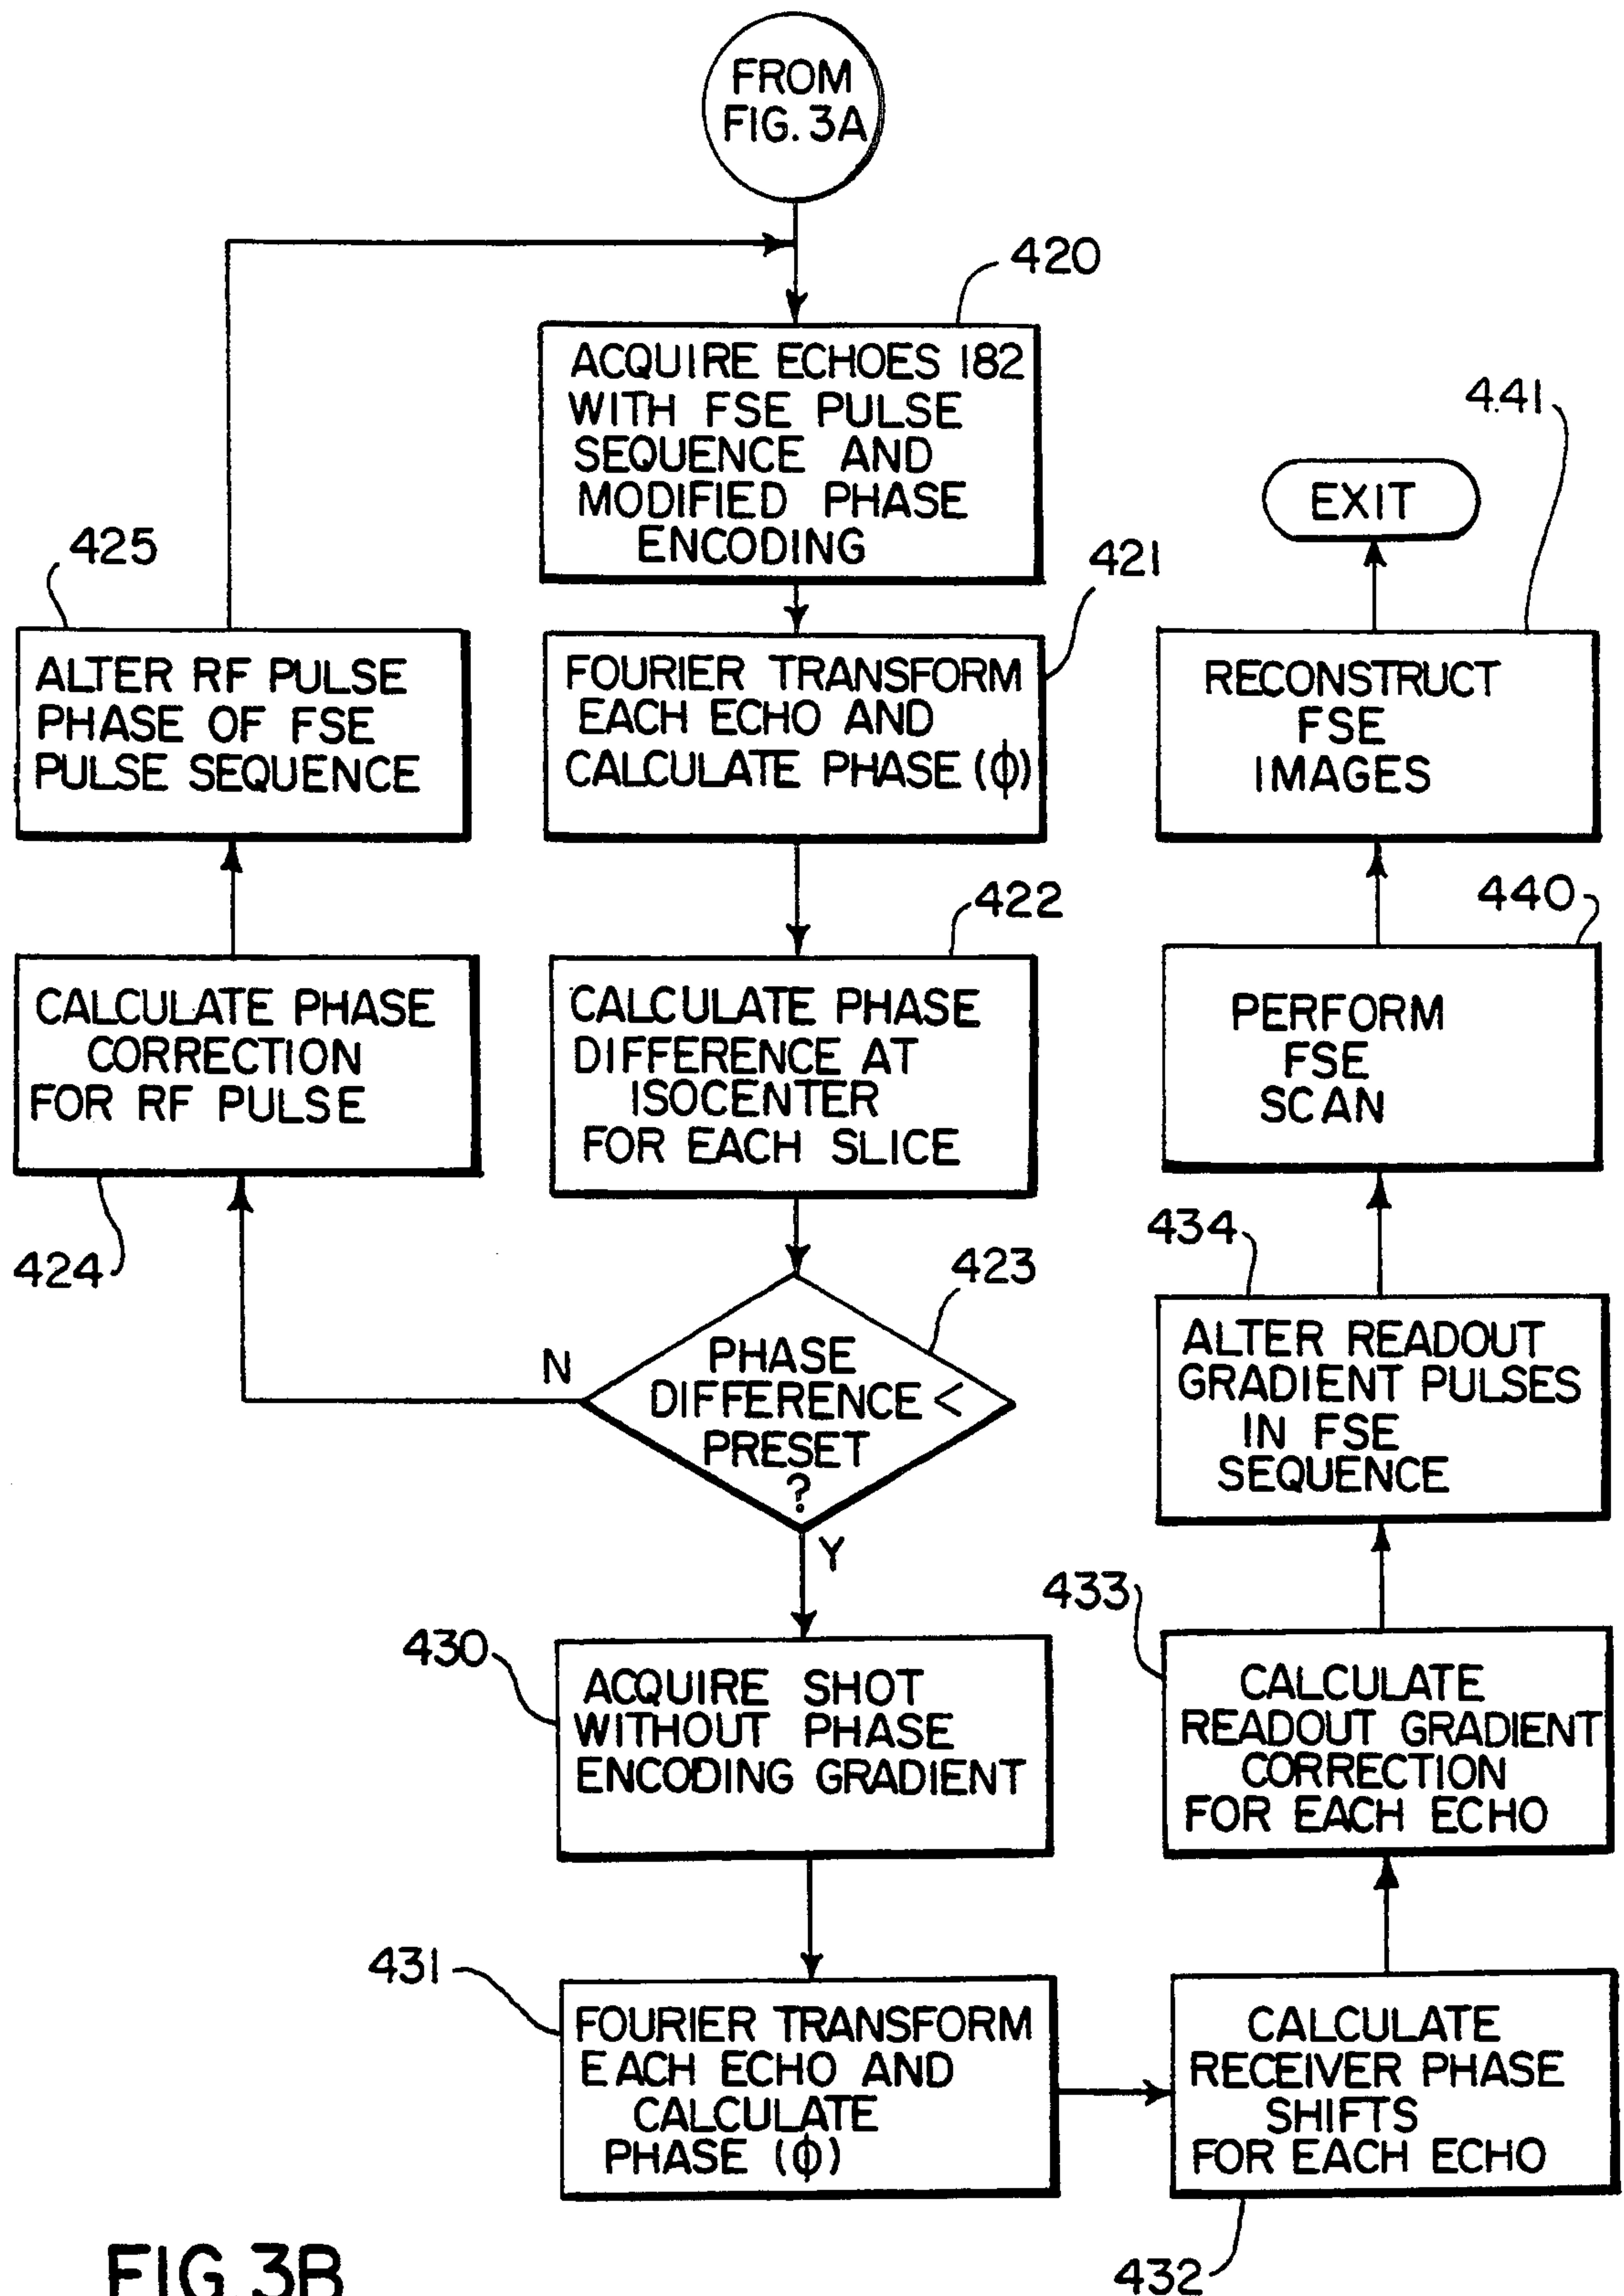 FROM
FIG. 3A
420
ACQUIRE ECHOES 182
WITH FSE PULSE
SEQUENCE AND
MODIFIED PHASE
ENCODING
421
FOURIER TRANSFORM
EACH ECHO AND
CALCULATE PHASE (ϕ)
422
CALCULATE PHASE
DIFFERENCE AT
ISOCENTER
FOR EACH SLICE
423
PHASE
DIFFERENCE <
PRESET
?
N
Y
424
CALCULATE PHASE
CORRECTION
FOR RF PULSE
425
ALTER RF PULSE
PHASE OF FSE
PULSE SEQUENCE
430
ACQUIRE SHOT
WITHOUT PHASE
ENCODING GRADIENT
431
FOURIER TRANSFORM
EACH ECHO AND
CALCULATE
PHASE (ϕ)
432
CALCULATE
RECEIVER PHASE
SHIFTS
FOR EACH ECHO
433
CALCULATE
READOUT GRADIENT
CORRECTION
FOR EACH ECHO
434
ALTER READOUT
GRADIENT PULSES
IN FSE
SEQUENCE
440
PERFORM
FSE
SCAN
441
RECONSTRUCT
FSE
IMAGES
EXIT
FIG. 3B